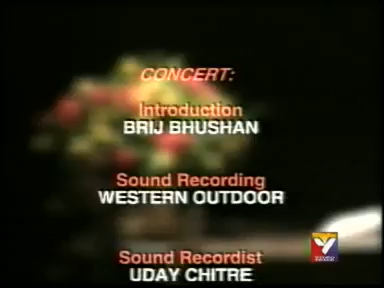 CONCERT:
Introduction
BRIJ BHUSHAN
Sound Recording
WESTERN OUTDOOR
Sound Recordist
UDAY CHITRE